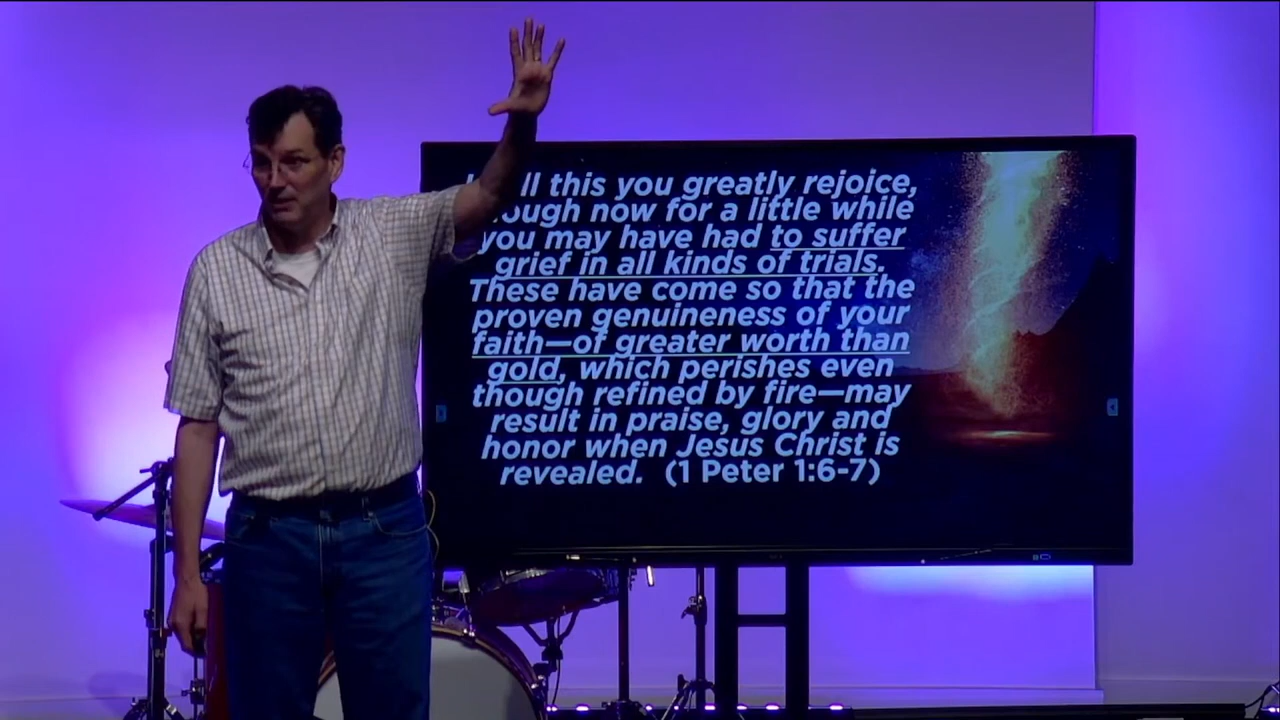 all this you greatly rejoice,
though now for a little while
you may have had to suffer
grief in all kinds of trials.
These have come so that the
proven genuineness of your
faith—of greater worth than
gold, which perishes even
though refined by fire—may
result in praise, glory and
honor when Jesus Christ is
revealed. (1 Peter 1:6-7)